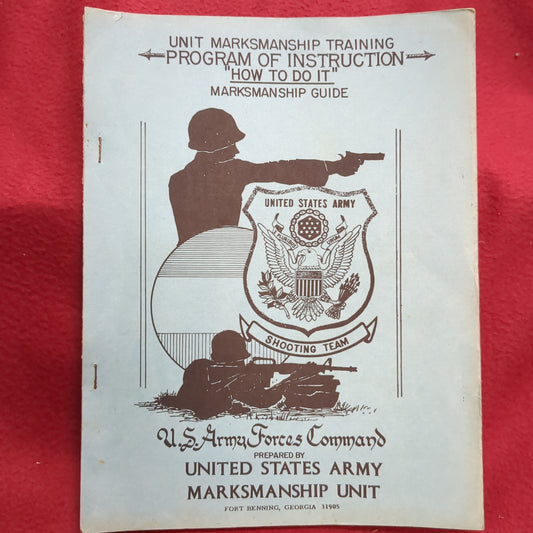 UNIT MARKSMANSHIP TRAINING
PROGRAM OF INSTRUCTION
"HOW TO DO IT"
MARKSMANSHIP GUIDE
UNITED STATES ARMY
SHOOTING TEAM
U.S. Army Forces Command
PREPARED BY
UNITED STATES ARMY
MARKSMANSHIP UNIT
FORT BENNING, GEORGIA 31905